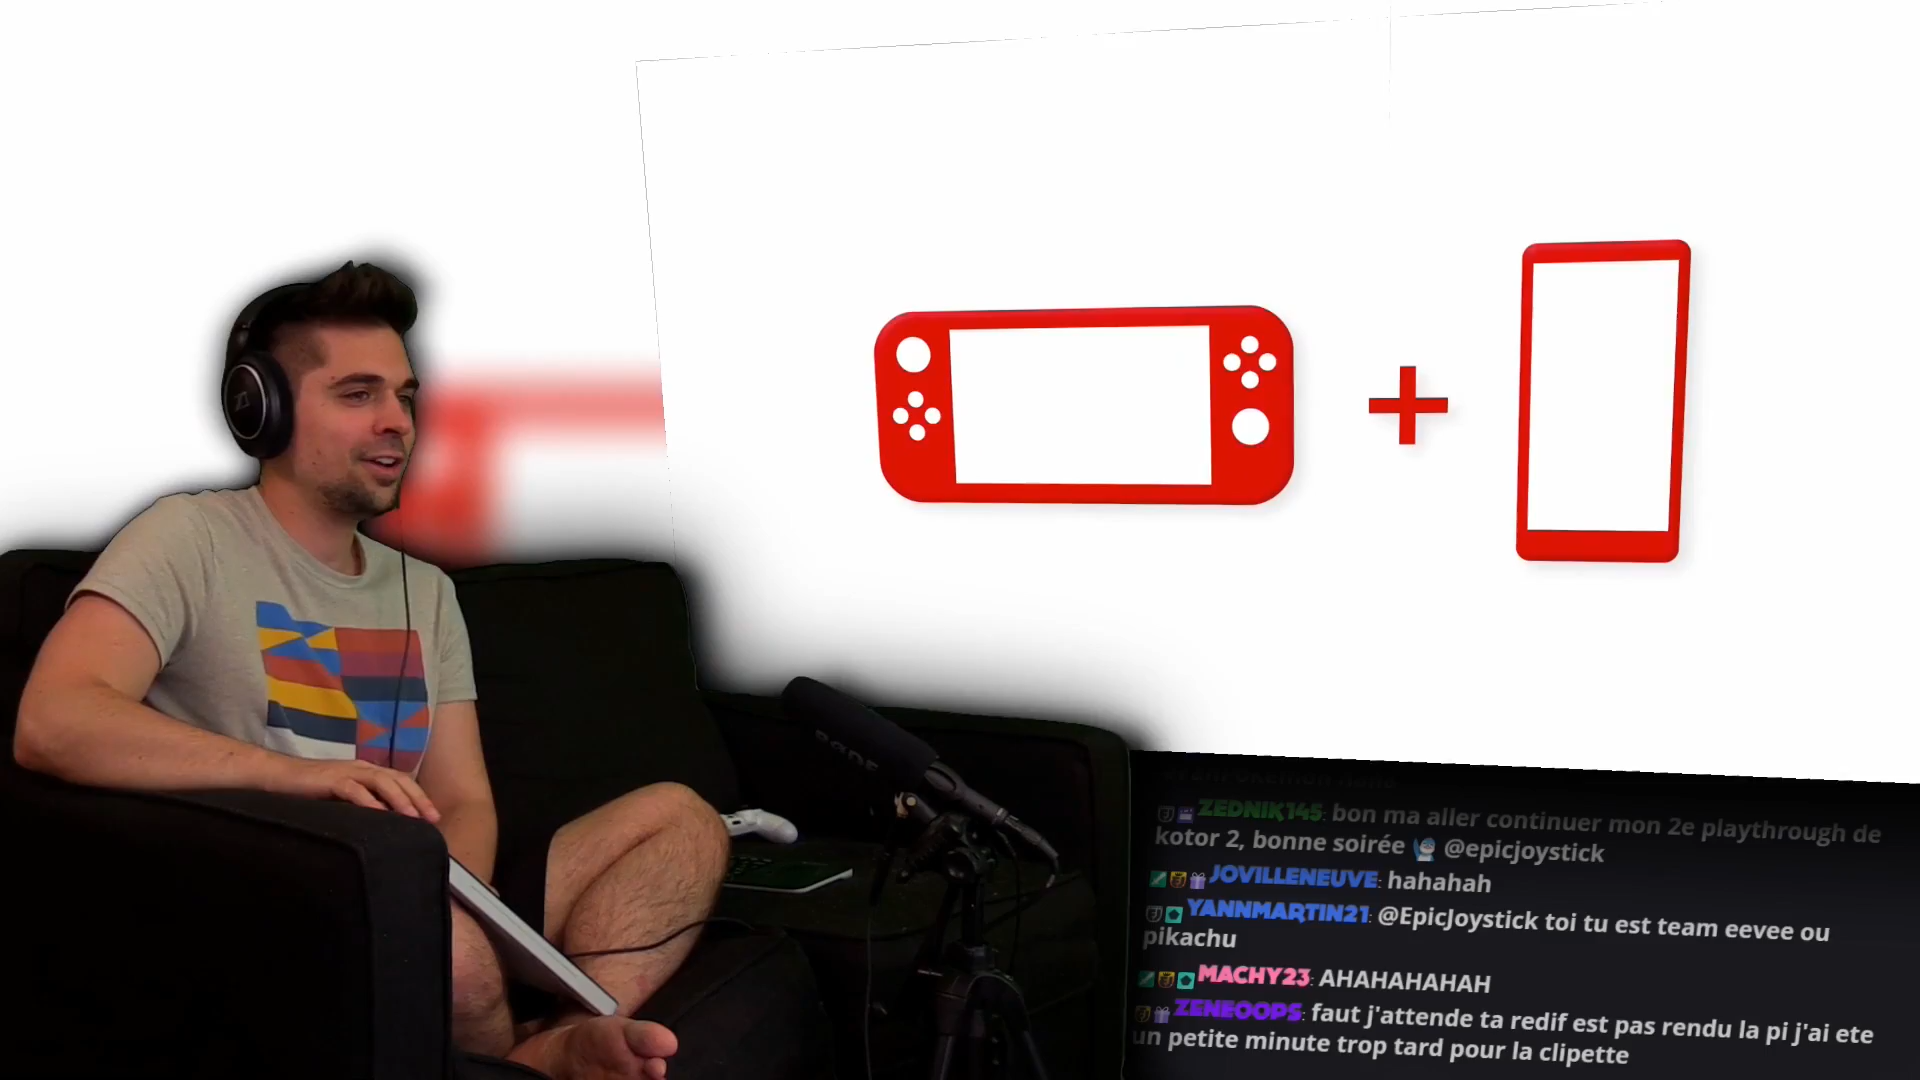 RODE
ZEDNIK145: bon ma aller continuer mon 2e playthrough de
kotor 2, bonne soirée @epicjoystick
JOVILLENEUVE: hahahah
YANNMARTIN21: @EpicJoystick toi tu est team eevee ou
pikachu
MACHY23: AHAHAHAHAH
ZENEOOPS: faut j'attende ta redif est pas rendu la pi j'ai ete
un petite minute trop tard pour la clipette